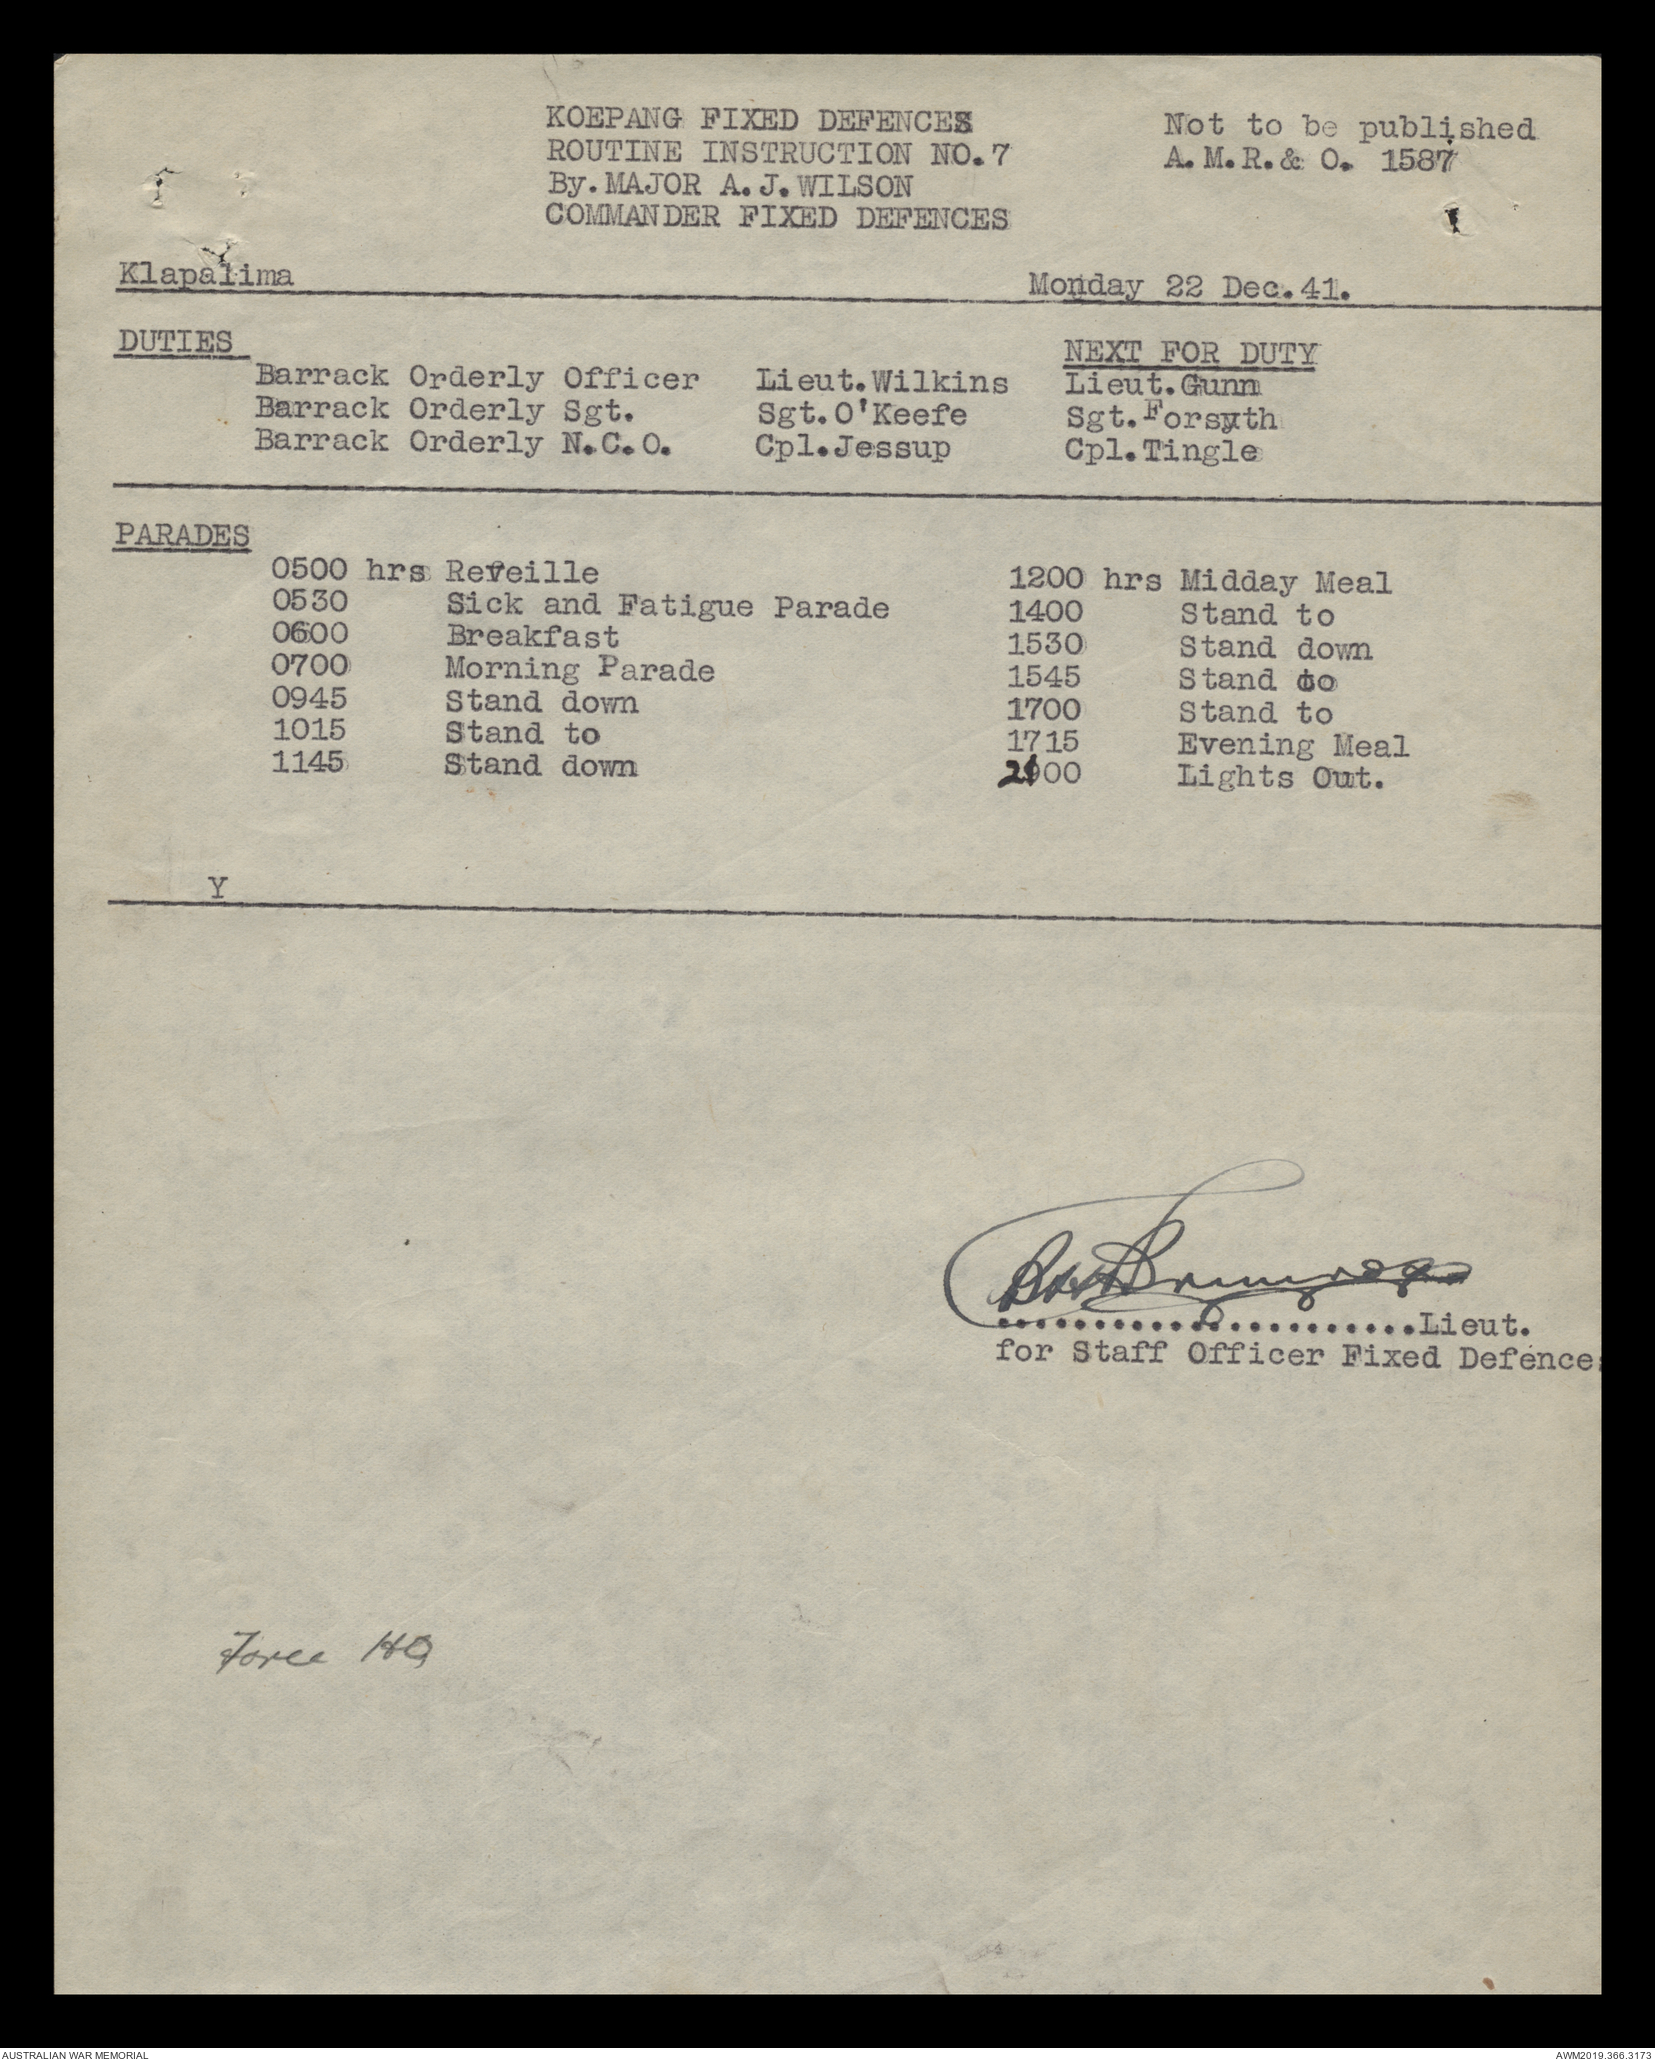 KOEPANG FIXED DEFENCES
ROUTINE INSTRUCTION NO.7
By.MAJOR A.J.WILSON
COMMANDER FIXED DEFENCES
Not to be published
A.M.R.& O. 1587
Klapalima Monday 22 Dec.41.
DUTIES NEXT FOR DUTY
Barrack Orderly Officer Lieut.Wilkins Lieut.Gunn
Barrack Orderly Sgt. Sgt.O'Keefe Sgt.Forsyth
Barrack Orderly N.C.O. Cpl.Jessup Cpl.Tingle
PARADES
0500 hrs Reveille
0530 Sick and Fatigue Parade
0600 Breakfast
0700 Morning Parade
0945 Stand down
1015 Stand to
1145 Stand down
1200 hrs Midday Meal
1400 Stand to
1530 Stand down
1545 Stand to
1700 Stand to
1715 Evening Meal
2100 Lights Out.
Y
......................Lieut.
for Staff Officer Fixed Defences
Force HQ
AUSTRALIAN WAR MEMORIAL
AWM2019.366.3173